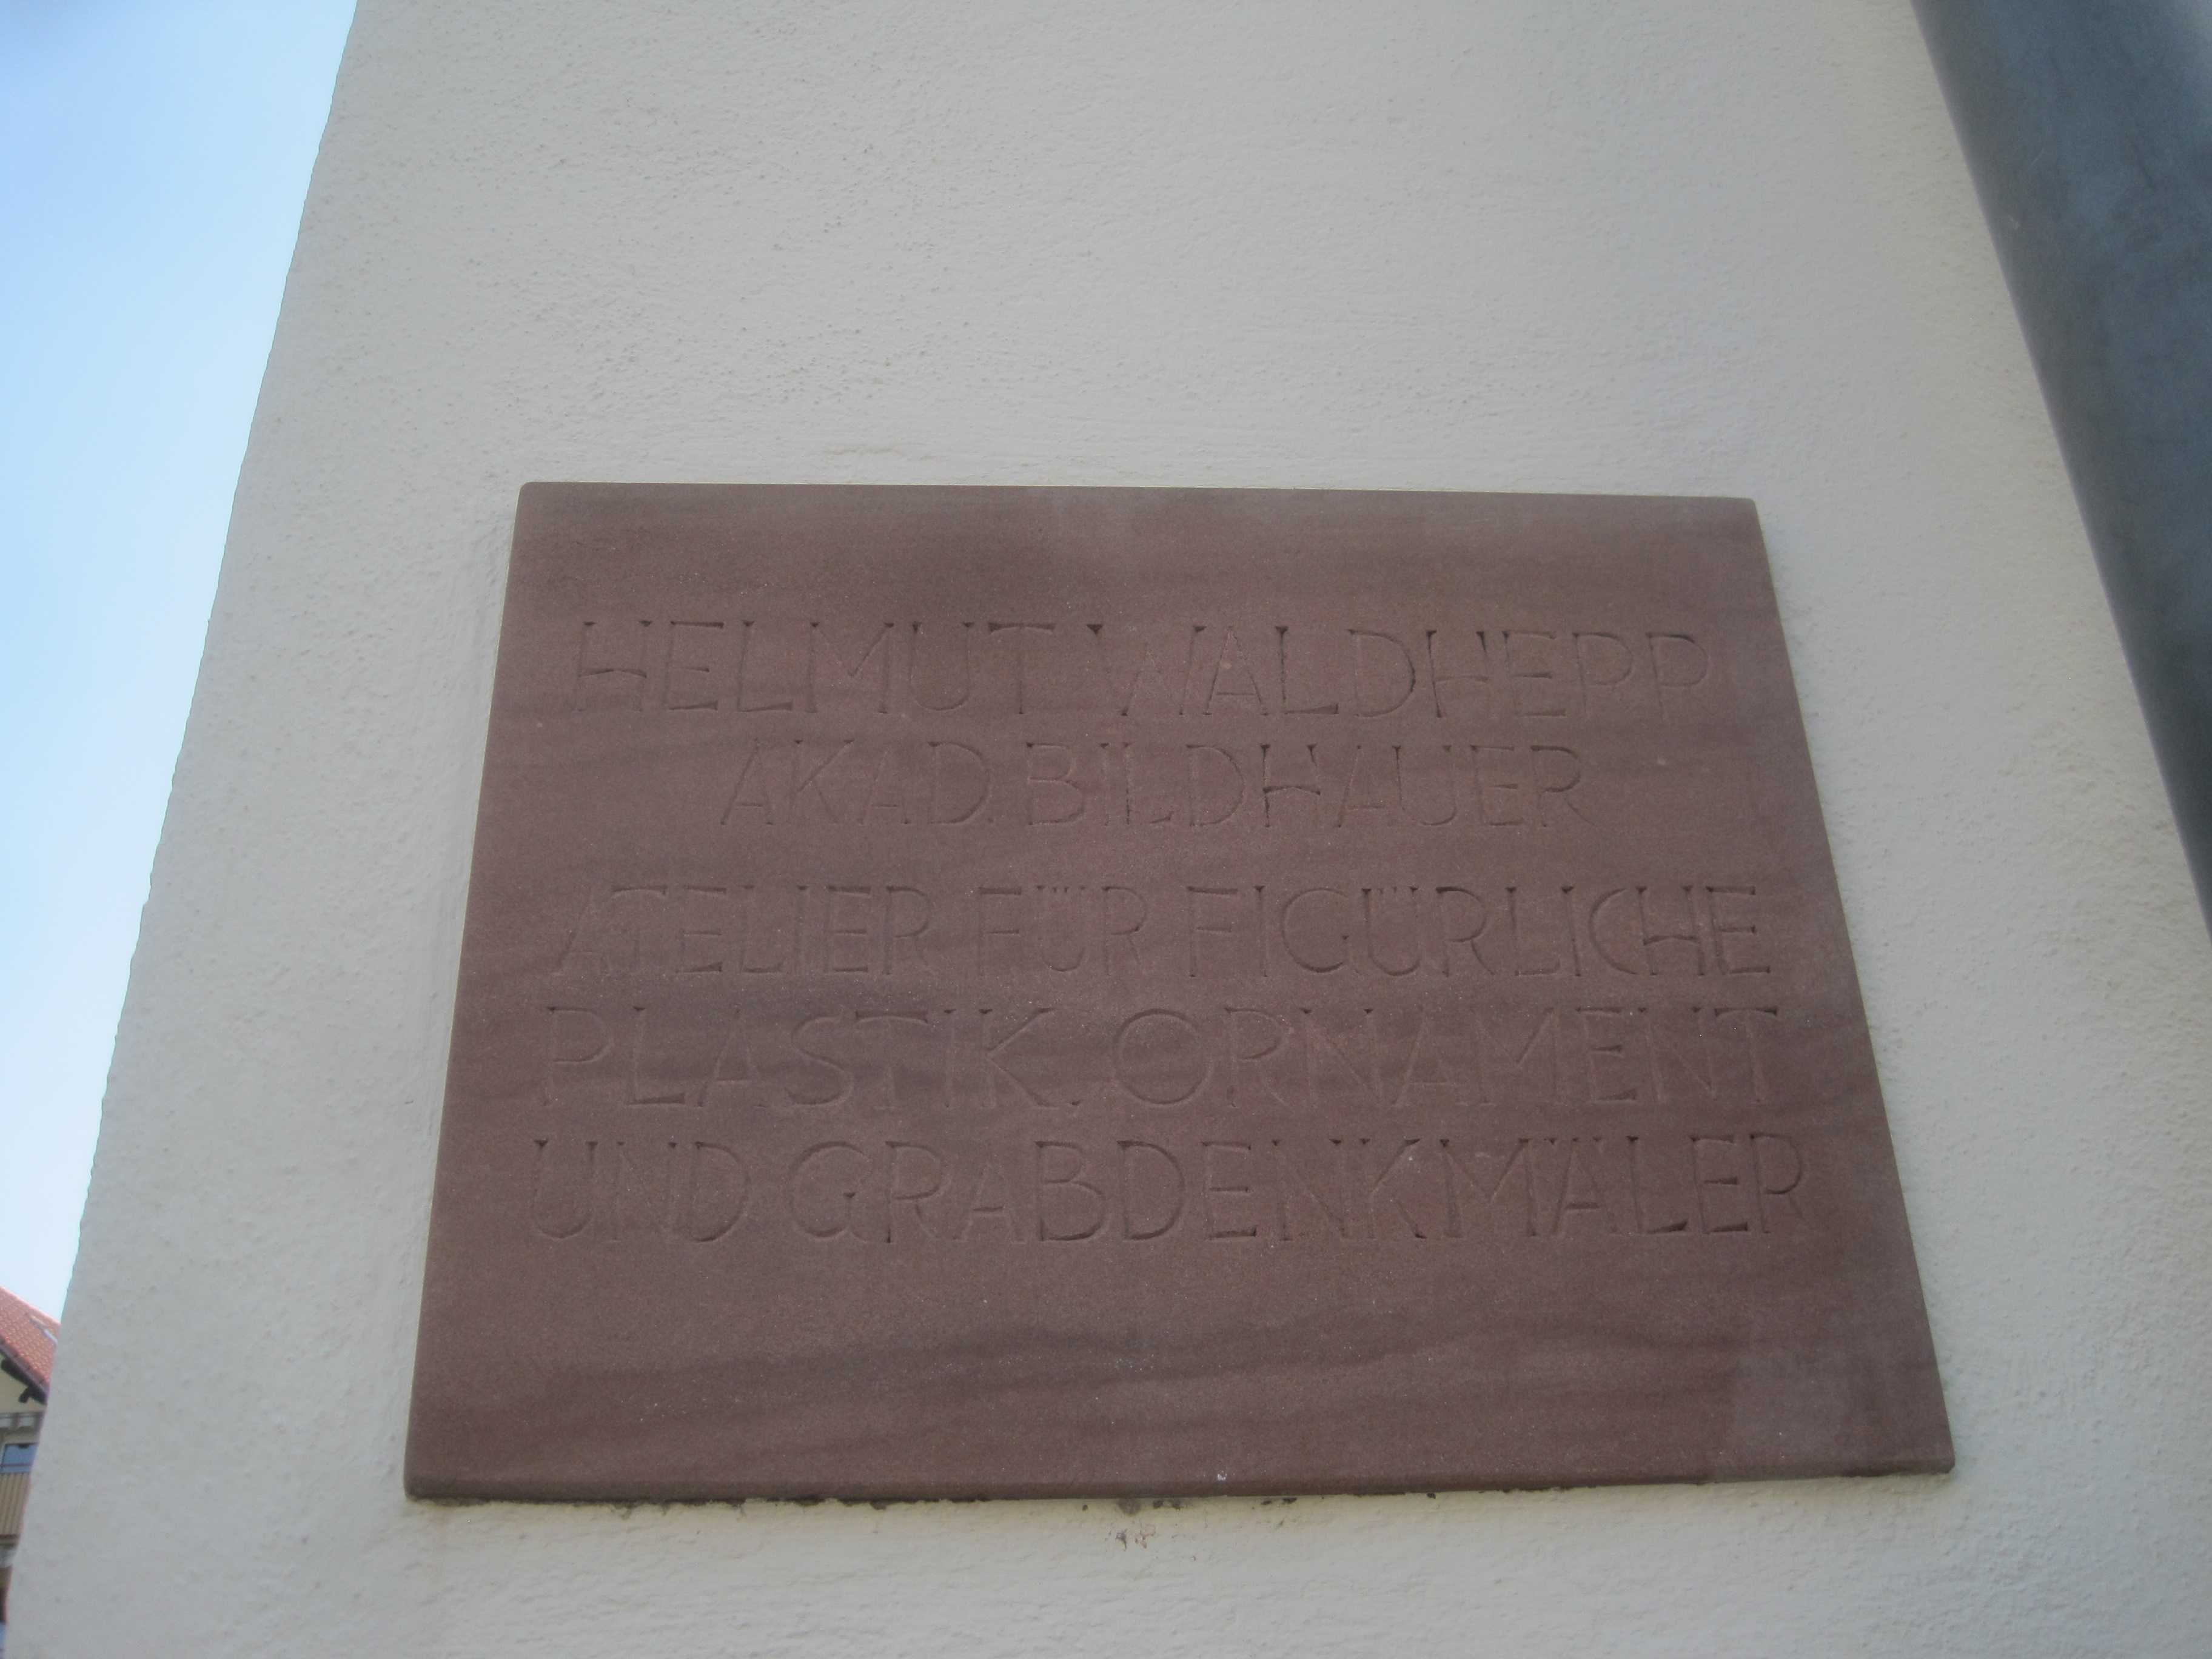 HELMUT WALDHEPP
AKAD. BILDHAUER
ATELIER FÜR FIGÜRLICHE
PLASTIK, ORNAMENT
UND GRABDENKMÄLER